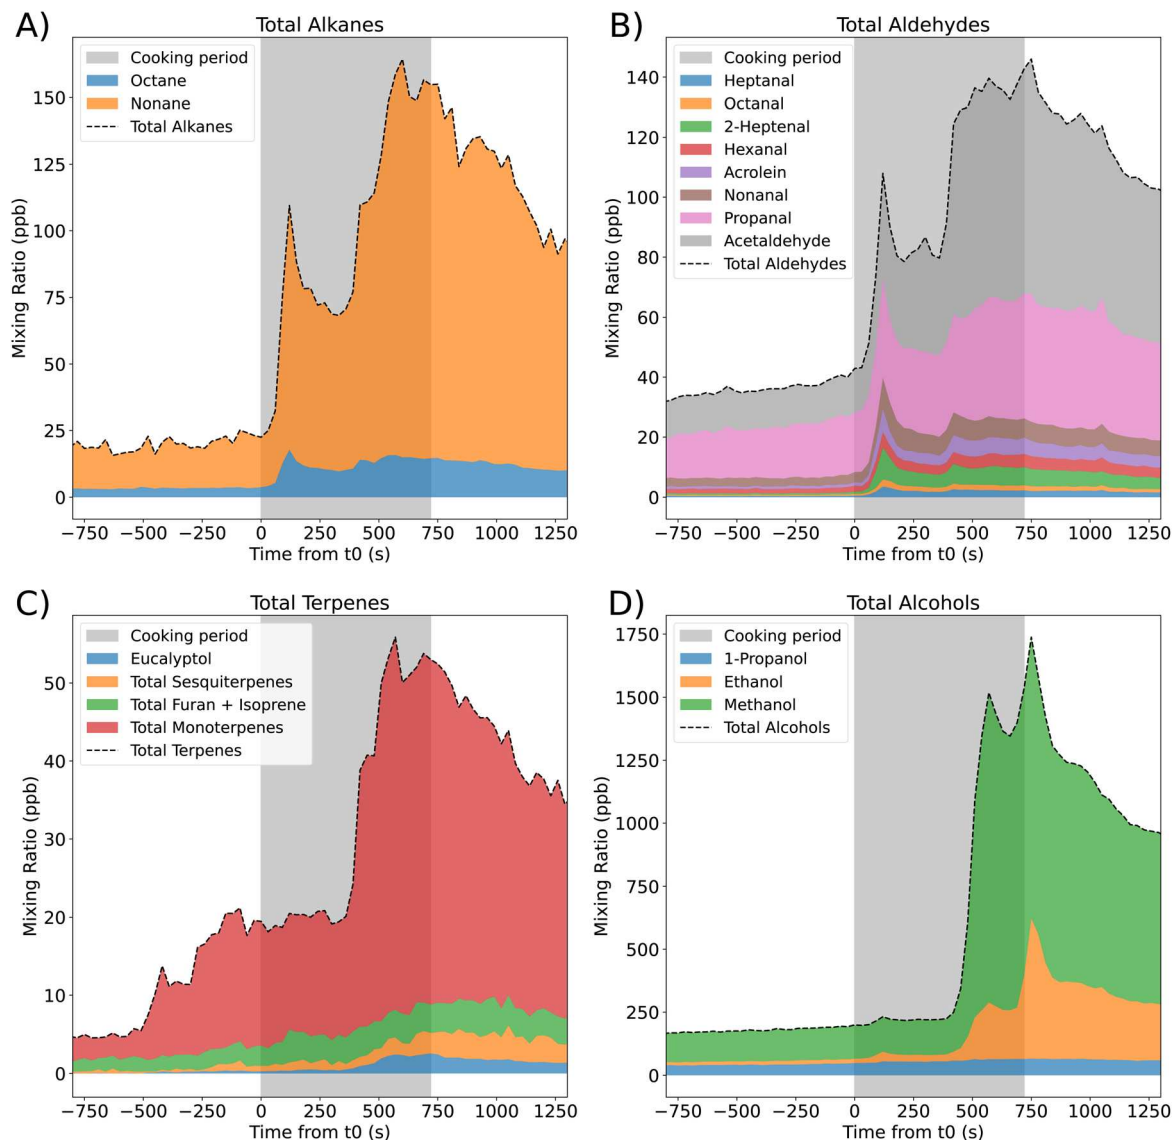 A)
Total Alkanes
Cooking period
Octane
Nonane
Total Alkanes
Mixing Ratio (ppb)
150
125
100
75
50
25
0
−750 −500 −250 0 250 500 750 1000 1250
Time from t0 (s)
B)
Total Aldehydes
Cooking period
Heptanal
Octanal
2-Heptenal
Hexanal
Acrolein
Nonanal
Propanal
Acetaldehyde
Total Aldehydes
Mixing Ratio (ppb)
140
120
100
80
60
40
20
0
−750 −500 −250 0 250 500 750 1000 1250
Time from t0 (s)
C)
Total Terpenes
Cooking period
Eucalyptol
Total Sesquiterpenes
Total Furan + Isoprene
Total Monoterpenes
Total Terpenes
Mixing Ratio (ppb)
50
40
30
20
10
0
−750 −500 −250 0 250 500 750 1000 1250
Time from t0 (s)
D)
Total Alcohols
Cooking period
1-Propanol
Ethanol
Methanol
Total Alcohols
Mixing Ratio (ppb)
1750
1500
1250
1000
750
500
250
0
−750 −500 −250 0 250 500 750 1000 1250
Time from t0 (s)